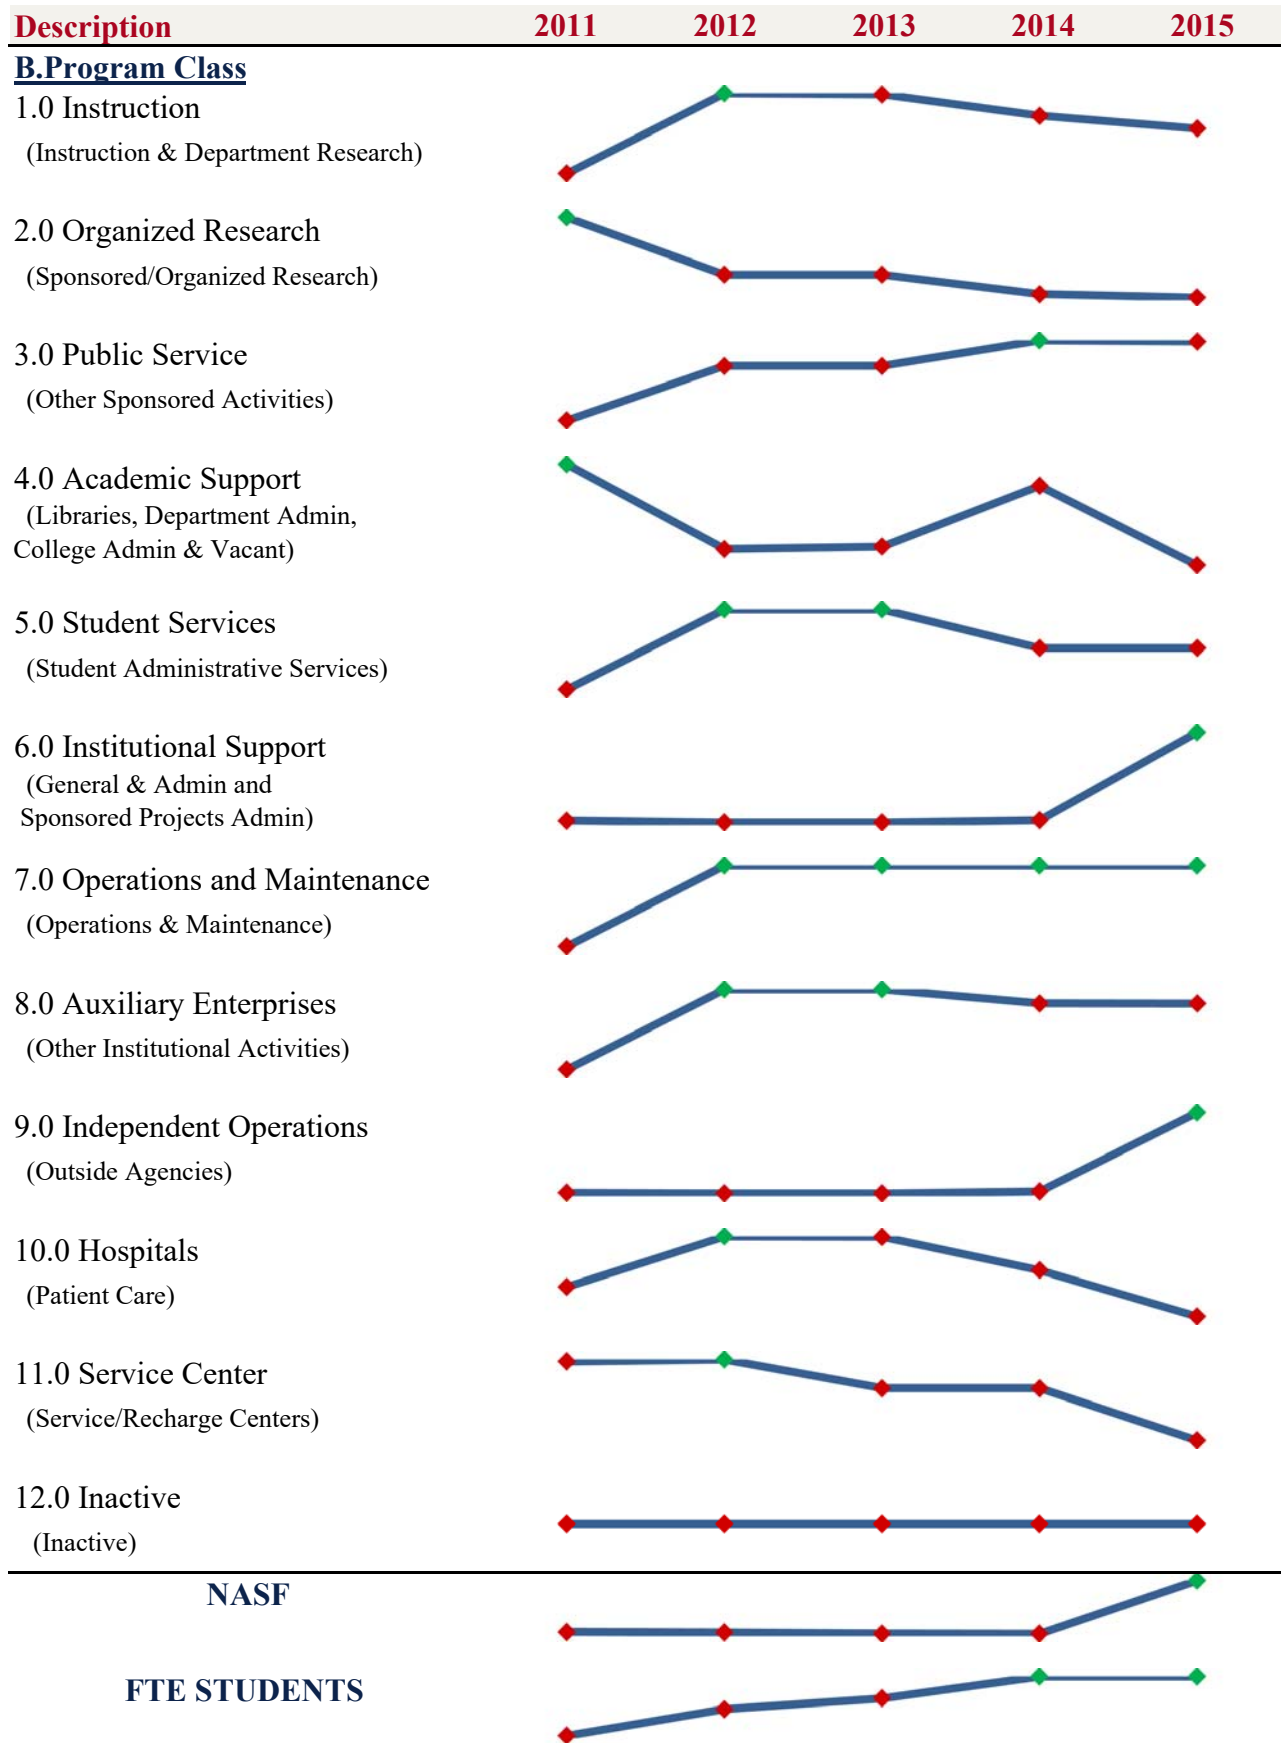 Description 2011 2012 2013 2014 2015
B.Program Class
1.0 Instruction
(Instruction & Department Research)
2.0 Organized Research
(Sponsored/Organized Research)
3.0 Public Service
(Other Sponsored Activities)
4.0 Academic Support
(Libraries, Department Admin,
College Admin & Vacant)
5.0 Student Services
(Student Administrative Services)
6.0 Institutional Support
(General & Admin and
Sponsored Projects Admin)
7.0 Operations and Maintenance
(Operations & Maintenance)
8.0 Auxiliary Enterprises
(Other Institutional Activities)
9.0 Independent Operations
(Outside Agencies)
10.0 Hospitals
(Patient Care)
11.0 Service Center
(Service/Recharge Centers)
12.0 Inactive
(Inactive)
NASF
FTE STUDENTS